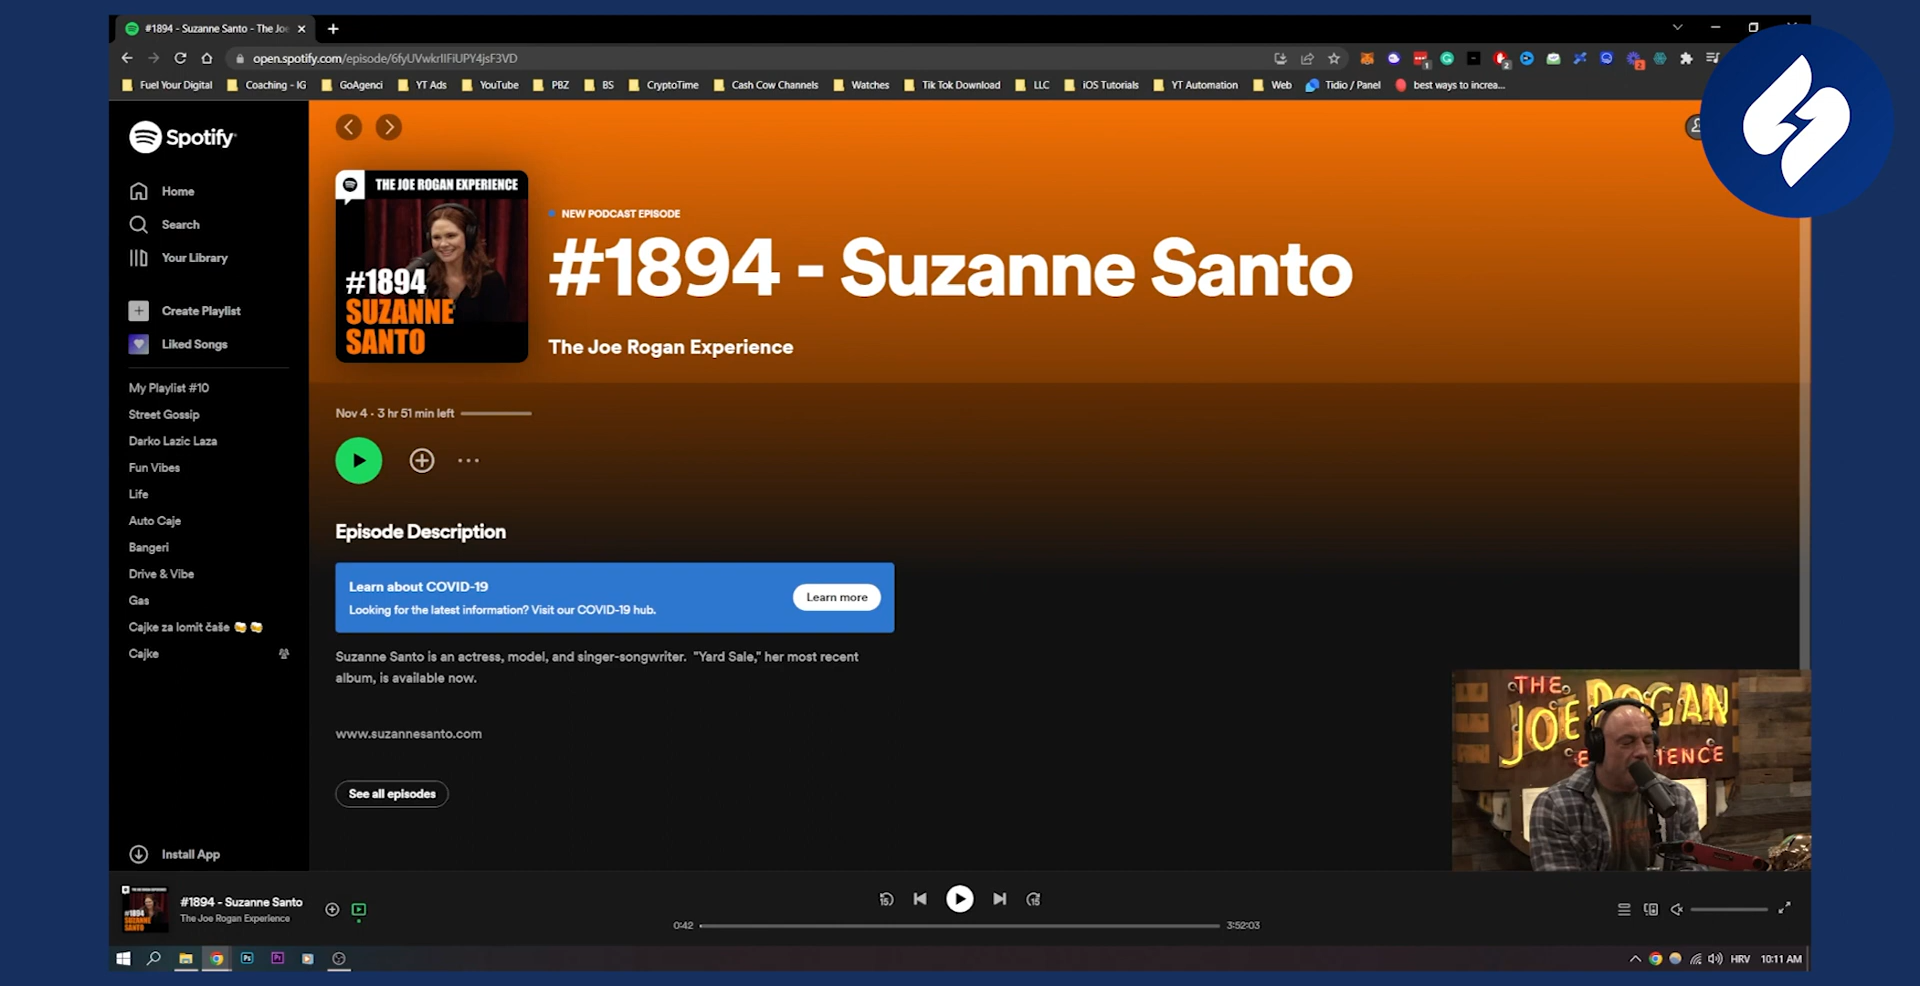 #1894 - Suzanne Santo - The Joe
open.spotify.com/episode/6fyUVwkrIlFiUPY4jsF3VD
Fuel Your Digital Coaching - IG GoAgenci YT Ads YouTube PBZ BS CryptoTime Cash Cow Channels Watches Tik Tok Download LLC iOS Tutorials YT Automation Web Tidio / Panel best ways to increa...
Spotify
Home
Search
Your Library
Create Playlist
Liked Songs
My Playlist #10
Street Gossip
Darko Lazic Laza
Fun Vibes
Life
Auto Caje
Bangeri
Drive & Vibe
Gas
Cajke za lomit čaše 🍻 🍻
Cajke
Install App
THE JOE ROGAN EXPERIENCE
#1894
SUZANNE
SANTO
NEW PODCAST EPISODE
#1894 - Suzanne Santo
The Joe Rogan Experience
Nov 4 · 3 hr 51 min left
Episode Description
Learn about COVID-19
Looking for the latest information? Visit our COVID-19 hub.
Learn more
Suzanne Santo is an actress, model, and singer-songwriter. "Yard Sale," her most recent
album, is available now.
www.suzannesanto.com
See all episodes
THE
JOE ROGAN
#1894 - Suzanne Santo
The Joe Rogan Experience
15
15
0:42
3:52:03
Ps
Pr
HRV 10:11 AM